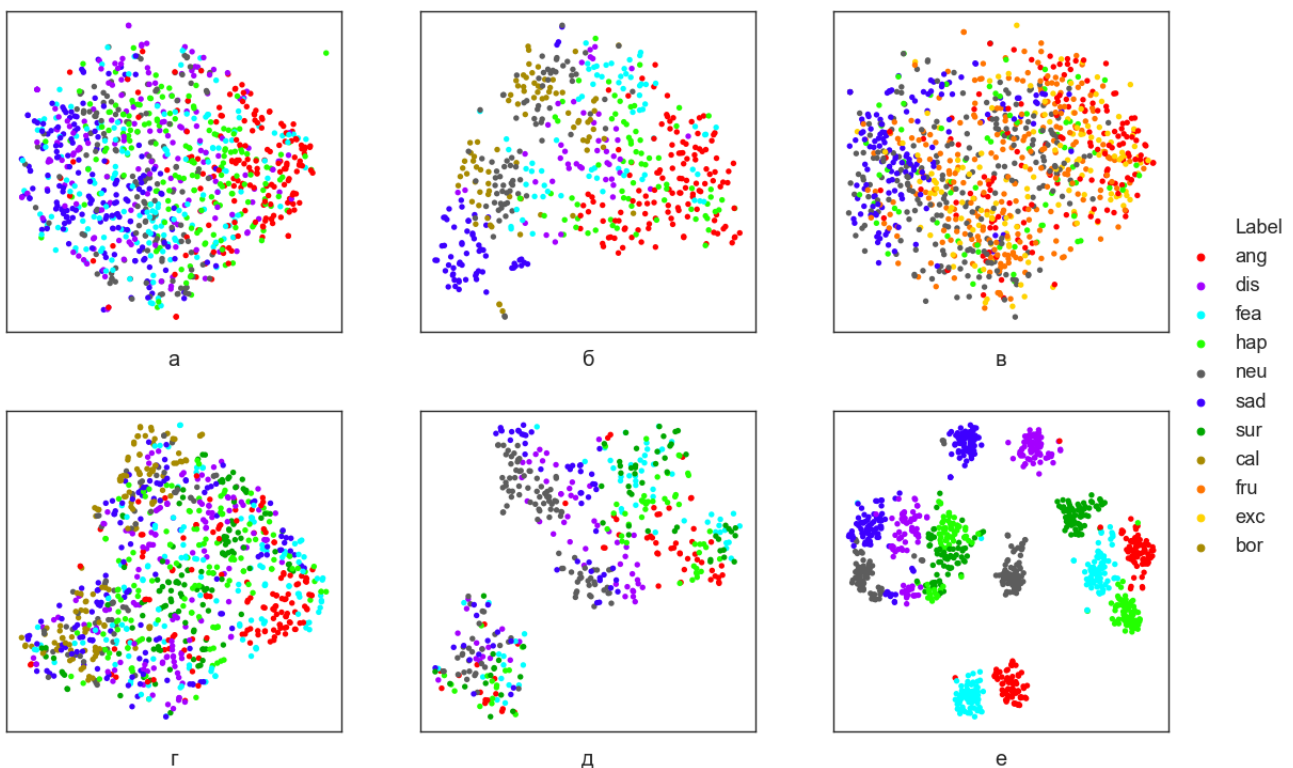 а
б
в
г
д
е
Label
ang
dis
fea
hap
neu
sad
sur
cal
fru
exc
bor